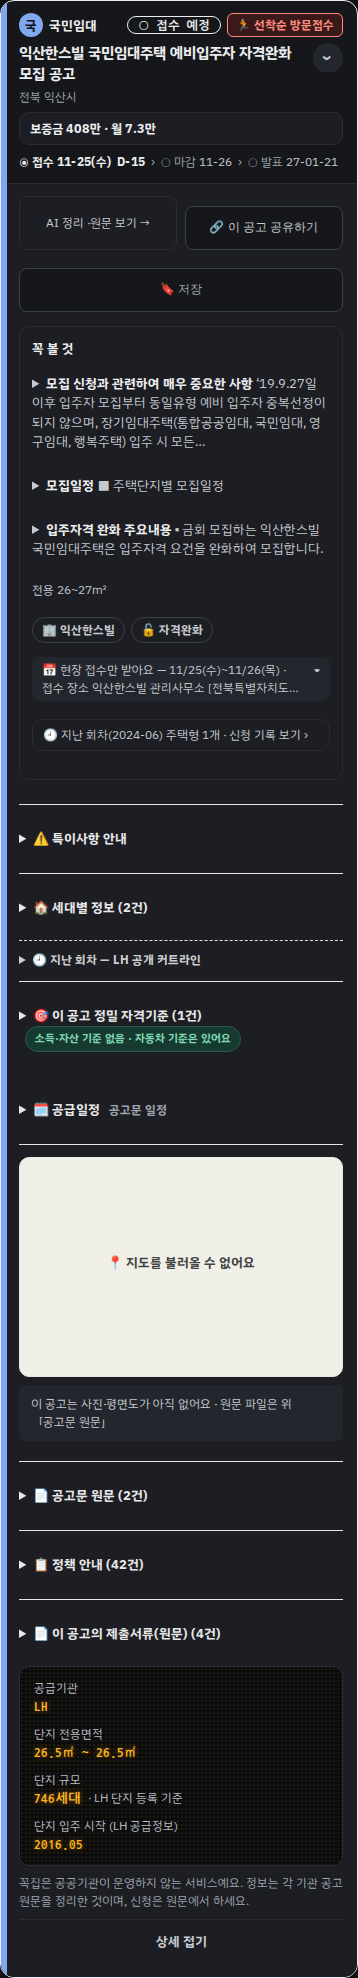 국 국민임대 ○ 접수 예정 🏃 선착순 방문접수
익산한스빌 국민임대주택 예비입주자 자격완화
모집 공고
전북 익산시
보증금 408만 · 월 7.3만
◉ 접수 11-25(수) D-15 › ○ 마감 11-26 › ○ 발표 27-01-21
AI 정리 ·원문 보기 →
🔗 이 공고 공유하기
🔖 저장
꼭 볼 것
▶ 모집 신청과 관련하여 매우 중요한 사항 ‘19.9.27일
이후 입주자 모집부터 동일유형 예비 입주자 중복선정이
되지 않으며, 장기임대주택(통합공공임대, 국민임대, 영
구임대, 행복주택) 입주 시 모든...
▶ 모집일정 ■ 주택단지별 모집일정
▶ 입주자격 완화 주요내용 ▪ 금회 모집하는 익산한스빌
국민임대주택은 입주자격 요건을 완화하여 모집합니다.
전용 26~27m²
🏢 익산한스빌 🔓 자격완화
📅 현장 접수만 받아요 — 11/25(수)~11/26(목) ·
접수 장소 익산한스빌 관리사무소 [전북특별자치도...
🕘 지난 회차(2024-06) 주택형 1개 · 신청 기록 보기 ›
▶ ⚠️ 특이사항 안내
▶ 🏠 세대별 정보 (2건)
▶ 🕘 지난 회차 — LH 공개 커트라인
▶ 🎯 이 공고 정밀 자격기준 (1건)
소득·자산 기준 없음 · 자동차 기준은 있어요
▶ 🗓️ 공급일정 공고문 일정
📍 지도를 불러올 수 없어요
이 공고는 사진·평면도가 아직 없어요 · 원문 파일은 위
「공고문 원문」
▶ 📄 공고문 원문 (2건)
▶ 📋 정책 안내 (42건)
▶ 📄 이 공고의 제출서류(원문) (4건)
공급기관
LH
단지 전용면적
26.5㎡ ~ 26.5㎡
단지 규모
746세대 · LH 단지 등록 기준
단지 입주 시작 (LH 공급정보)
2016.05
꼭집은 공공기관이 운영하지 않는 서비스예요. 정보는 각 기관 공고
원문을 정리한 것이며, 신청은 원문에서 하세요.
상세 접기